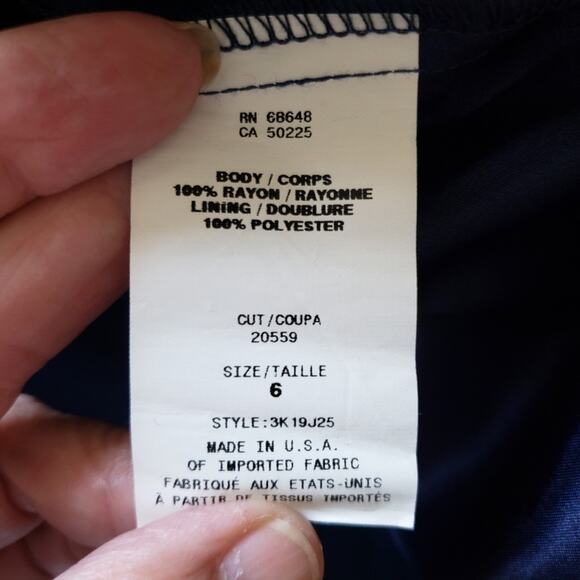 RN 68648
CA 50225
BODY / CORPS
100% RAYON / RAYONNE
LINING / DOUBLURE
100% POLYESTER
CUT/COUPA
20559
SIZE/TAILLE
6
STYLE:3K19J25
MADE IN U.S.A.
OF IMPORTED FABRIC
FABRIQUÉ AUX ETATS-UNIS
À PARTIR DE TISSUS IMPORTÉS